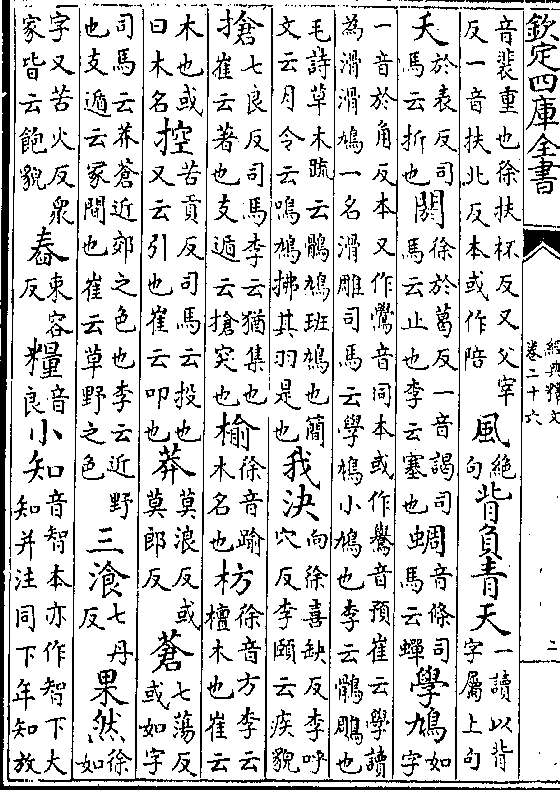 欽定四庫全書
經典釋文
卷二十六
二
音裴重也徐扶杯反又父宰反一音扶北反本或作陪風絶句背負青天一讀以背字屬上句
夭於表反司馬云折也閼徐於葛反一音謁司馬云止也李云塞也蜩音條司馬云蟬學鳩如字
一音於角反本又作鷽音同本或作鸒音預崔云學讀為滑滑鳩一名滑雕司馬云學鳩小鳩也李云鶻鵰也
毛詩草木疏云鶻鳩班鳩也簡文云月令云鳴鳩拂其羽是也我決向徐喜缺反李呼穴反李頤云疾貌
搶七良反司馬李云猶集也崔云著也支遁云搶突也榆徐音踰木名也枋徐音方李云檀木也崔云
木也或曰木名控苦貢反司馬云投也又云引也崔云叩也莽莫浪反或莫郎反蒼七蕩反或如字
司馬云莽蒼近郊之色也李云近野也支遁云冢間也崔云草野之色三飡七丹反果然徐如
字又苦火反衆家皆云飽貌舂束容反糧音良小知音智本亦作智下大知并注同下年知放